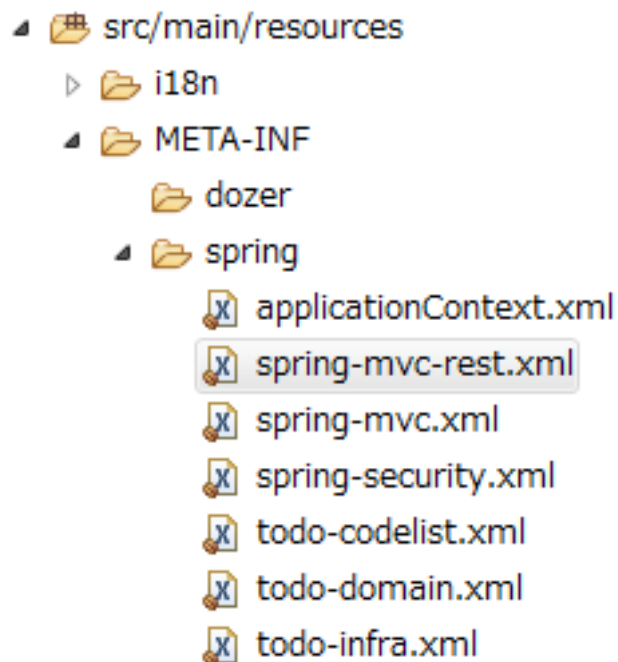 src/main/resources
i18n
META-INF
dozer
spring
applicationContext.xml
spring-mvc-rest.xml
spring-mvc.xml
spring-security.xml
todo-codelist.xml
todo-domain.xml
todo-infra.xml